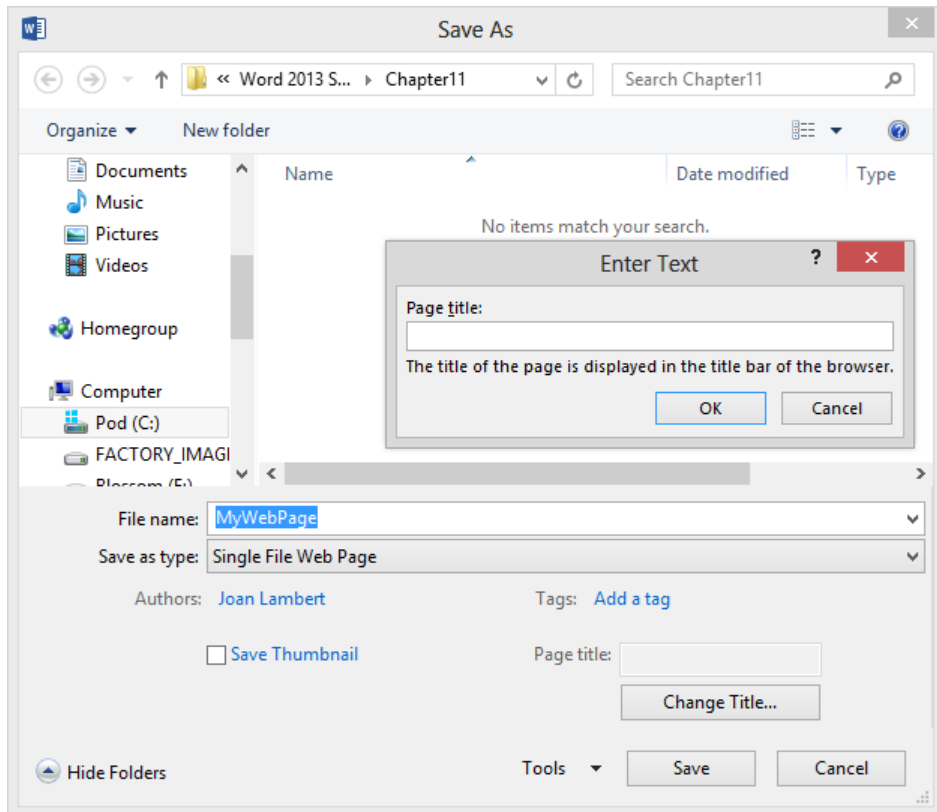 Save As
« Word 2013 S... Chapter11
Search Chapter11
Organize
New folder
Documents
Music
Pictures
Videos
Homegroup
Computer
Pod (C:)
FACTORY_IMAGI
Name
Date modified
Type
No items match your search.
Enter Text
?
Page title:
The title of the page is displayed in the title bar of the browser.
OK
Cancel
File name: MyWebPage
Save as type: Single File Web Page
Authors: Joan Lambert
Tags: Add a tag
Save Thumbnail
Page title:
Change Title...
Hide Folders
Tools
Save
Cancel